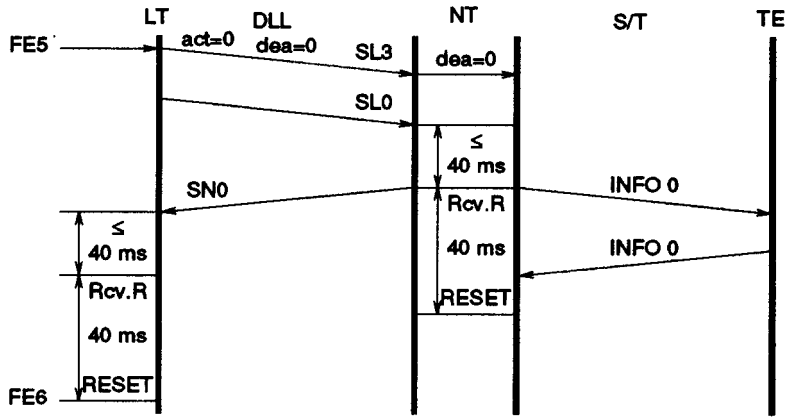 LT DLL NT S/T TE
FE5 act=0 dea=0 SL3 dea=0
SL0
≤
40 ms
SN0 Rcv.R INFO 0
≤
40 ms 40 ms INFO 0
Rcv.R RESET
40 ms
RESET
FE6